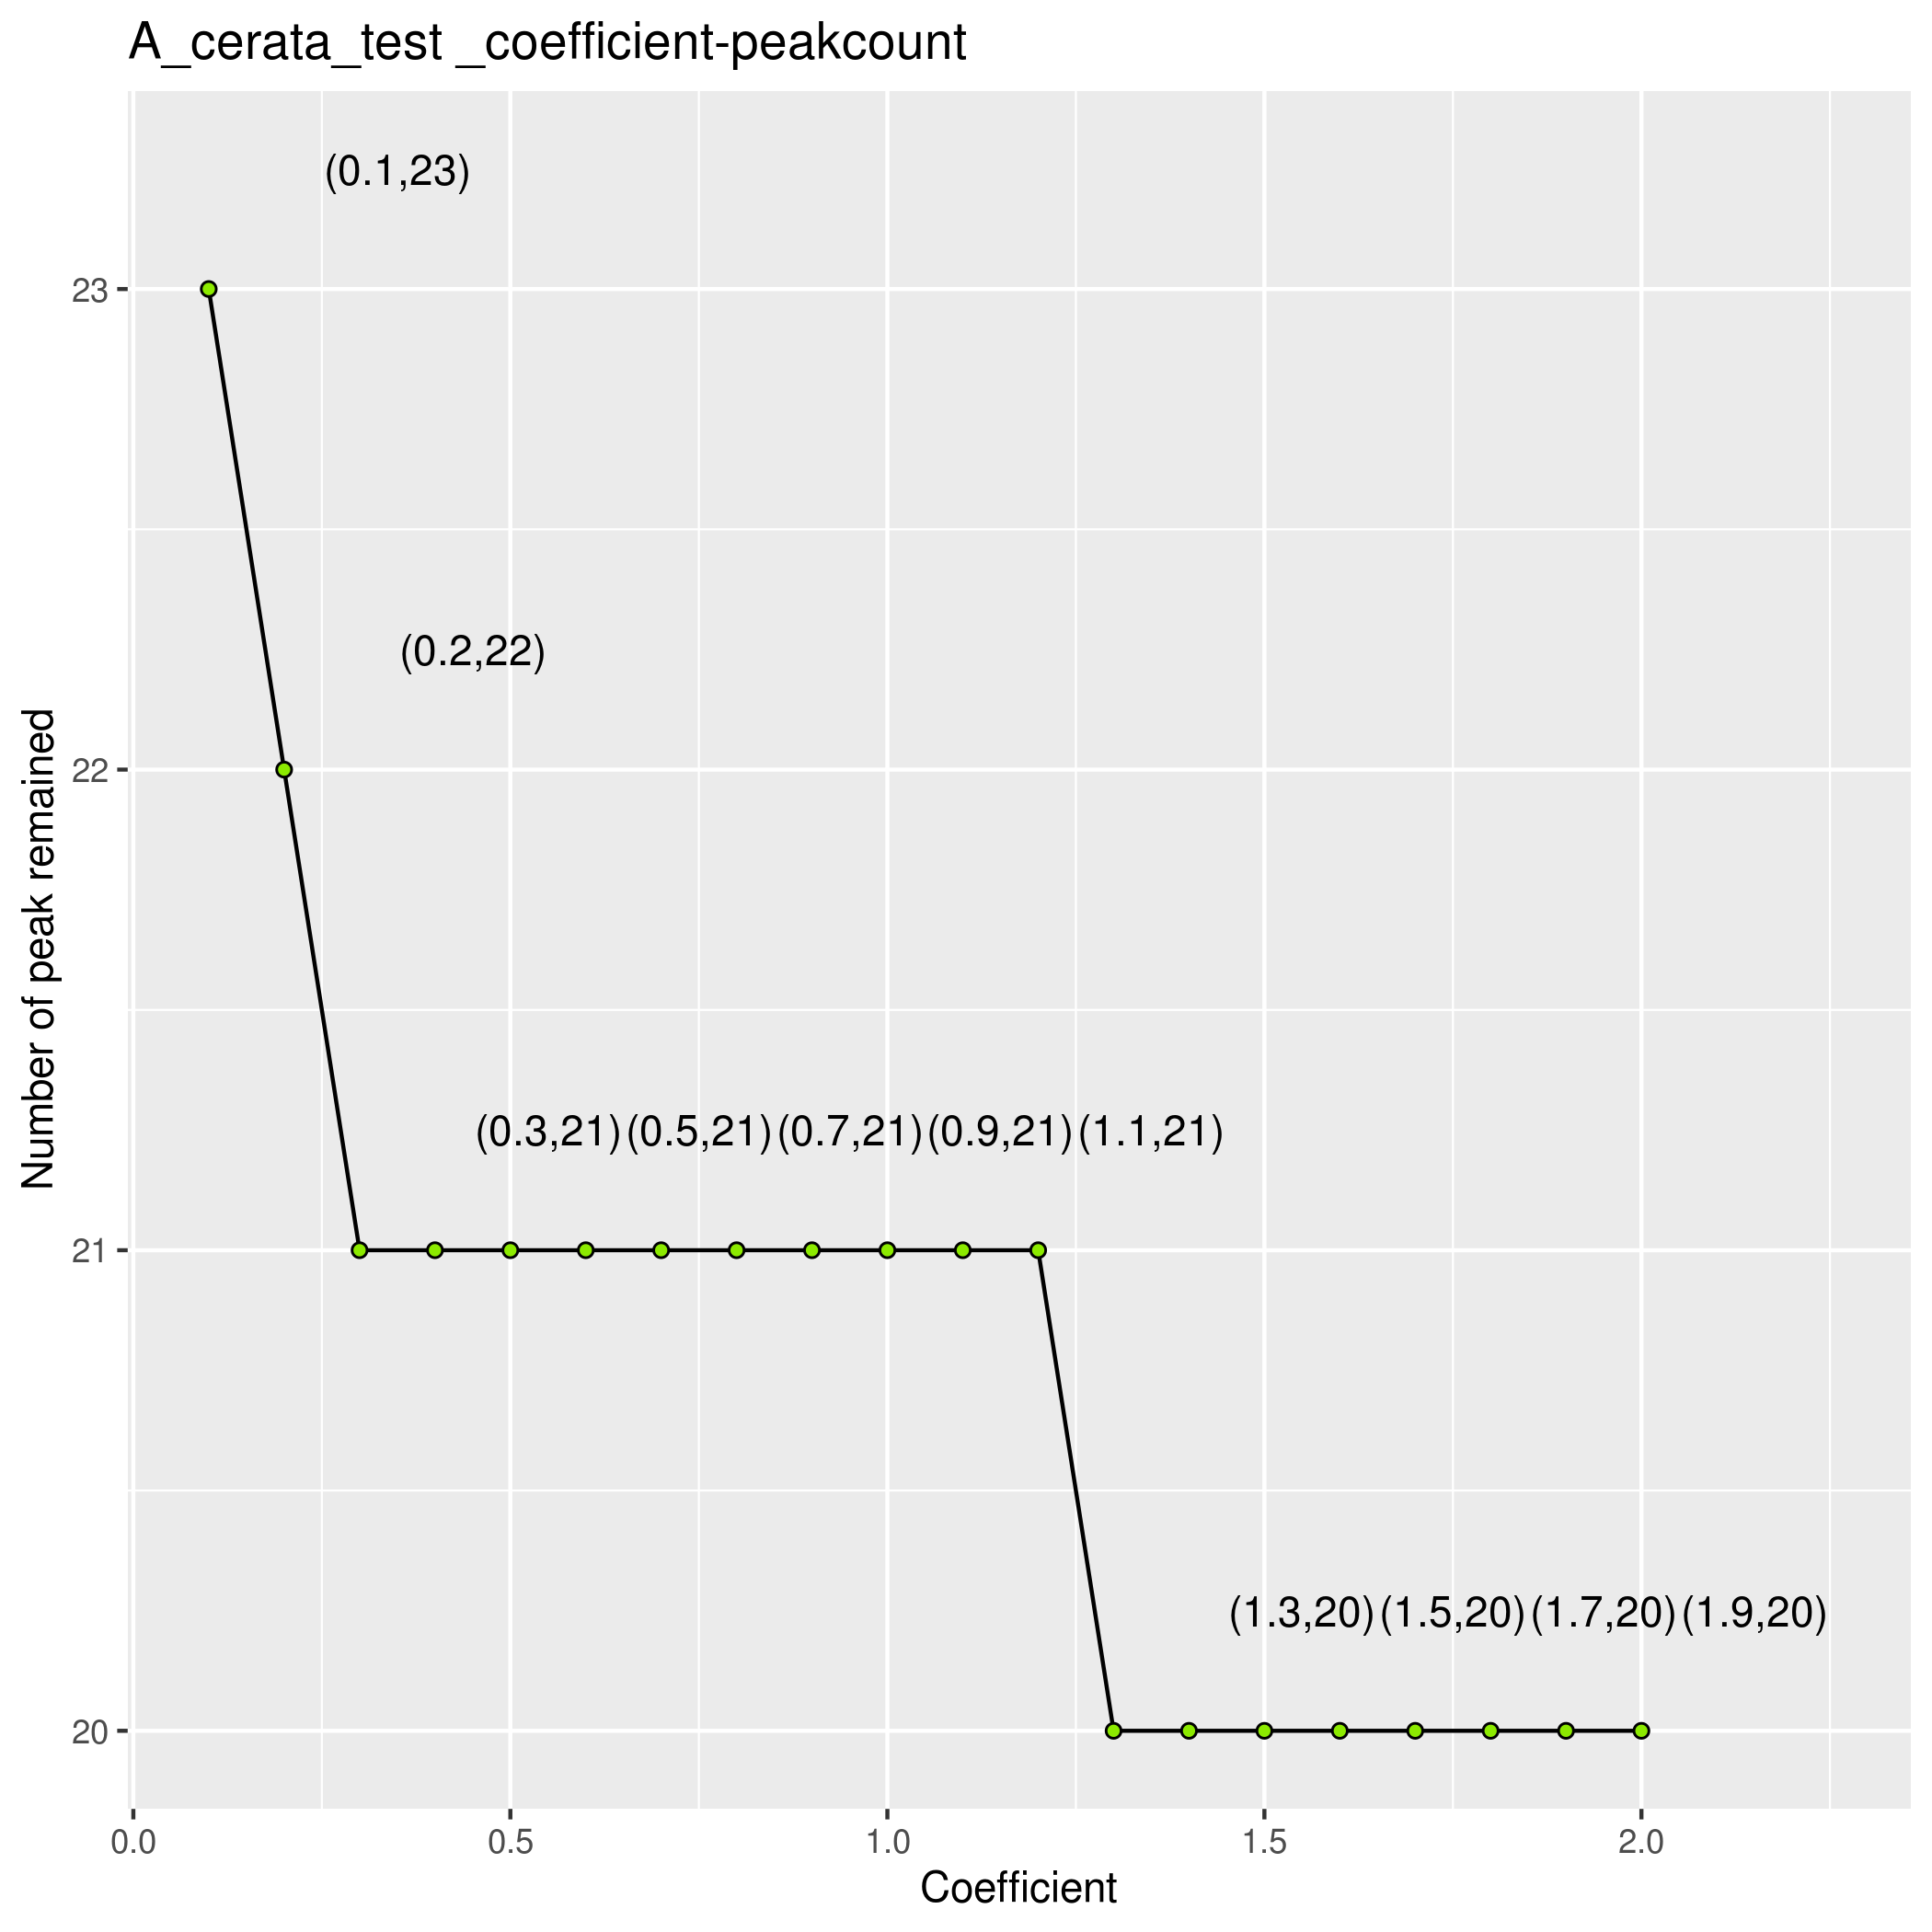 A_cerata_test _coefficient-peakcount
(0.1,23)
23
(0.2,22)
22
Number of peak remained
(0.3,21)(0.5,21)(0.7,21)(0.9,21)(1.1,21)
21
(1.3,20)(1.5,20)(1.7,20)(1.9,20)
20
0.0 0.5 1.0 1.5 2.0
Coefficient